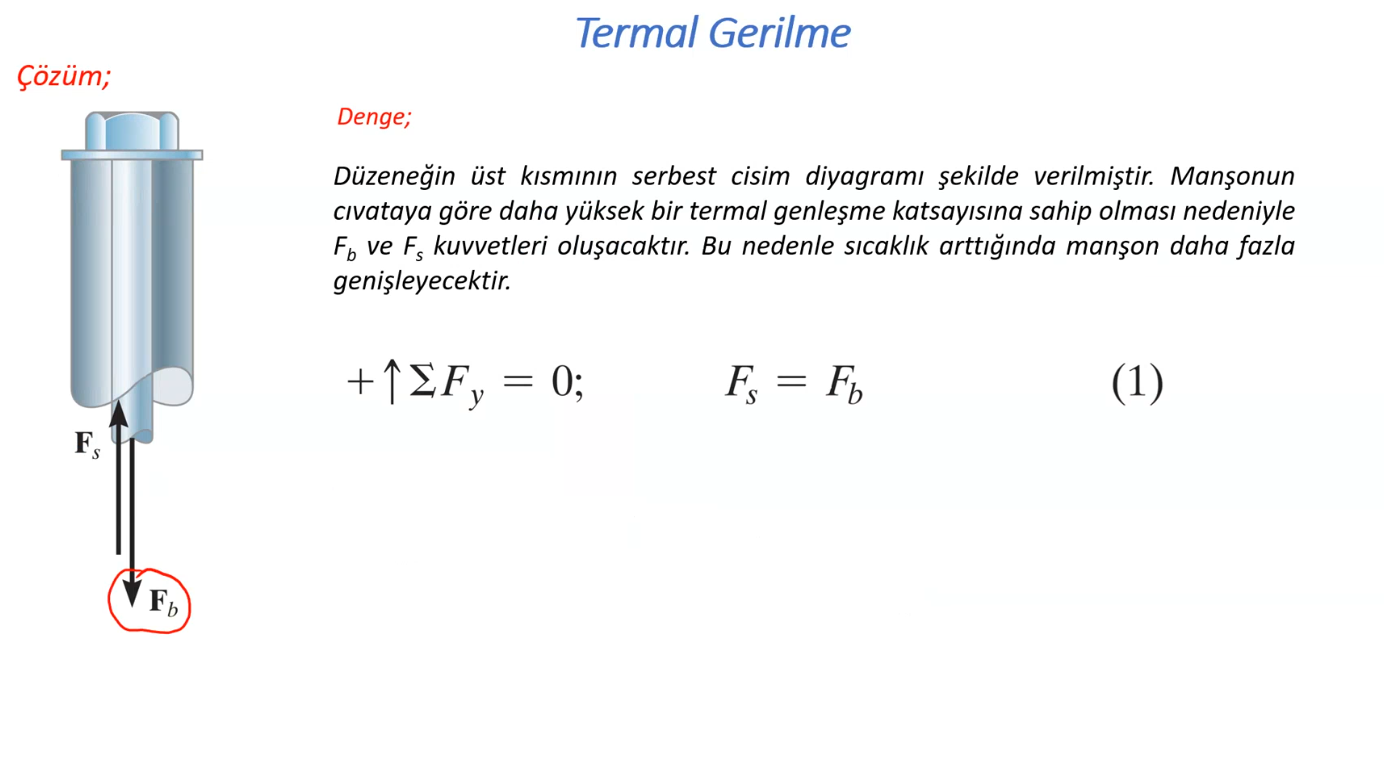 Termal Gerilme
Çözüm;
Denge;
Düzeneğin üst kısmının serbest cisim diyagramı şekilde verilmiştir. Manşonun
cıvataya göre daha yüksek bir termal genleşme katsayısına sahip olması nedeniyle
F_b ve F_s kuvvetleri oluşacaktır. Bu nedenle sıcaklık arttığında manşon daha fazla
genişleyecektir.
+↑ΣF_y = 0; F_s = F_b (1)
F_s
F_b